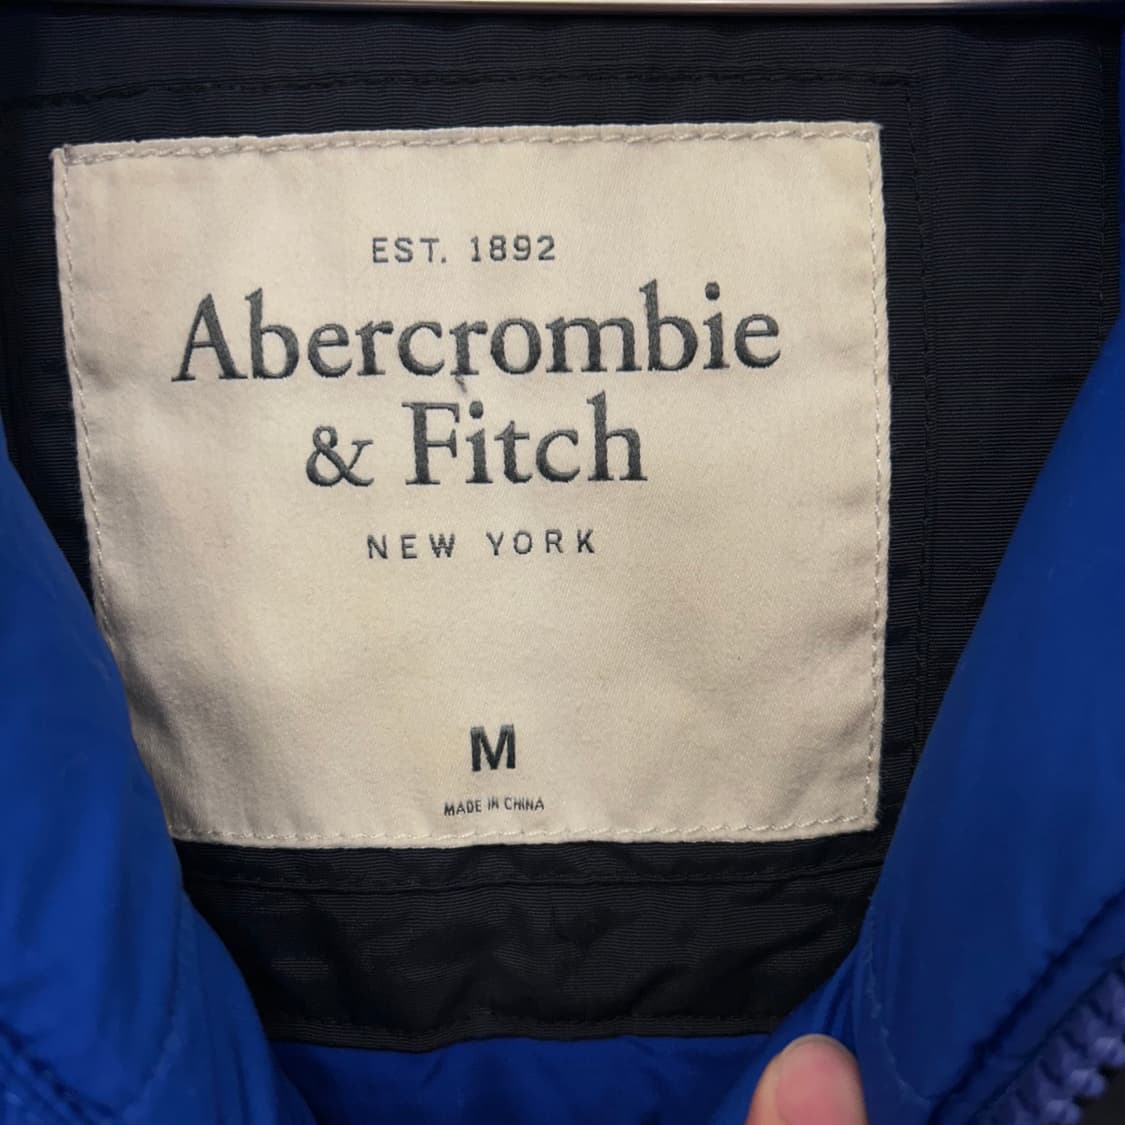 EST. 1892
Abercrombie
& Fitch
NEW YORK
M
MADE IN CHINA